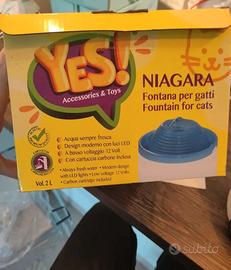 YES!
Accessories & Toys
NIAGARA
Fontana per gatti
Fountain for cats
• Acqua sempre fresca
• Design moderno con luci LED
• A basso voltaggio 12 Volt
• Con cartuccia carbone inclusa
• Always fresh water • Modern design
with LED lights • Low voltage 12 Volts
• Carbon cartridge included
Vol. 2 L
subito